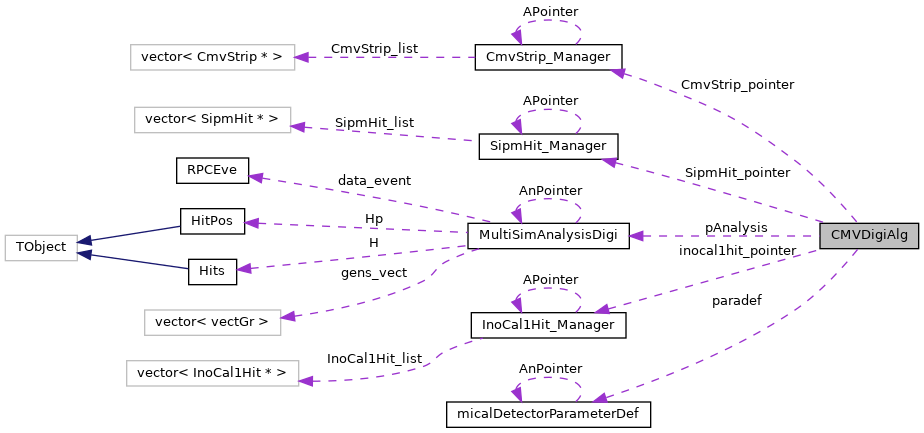 APointer
CmvStrip_list
vector< CmvStrip * >
CmvStrip_Manager
CmvStrip_pointer
APointer
SipmHit_list
vector< SipmHit * >
SipmHit_Manager
SipmHit_pointer
RPCEve
data_event
AnPointer
HitPos
Hp
TObject
H
MultiSimAnalysisDigi
pAnalysis
CMVDigiAlg
inocal1hit_pointer
Hits
gens_vect
APointer
paradef
vector< vectGr >
InoCal1Hit_Manager
InoCal1Hit_list
vector< InoCal1Hit * >
AnPointer
micalDetectorParameterDef